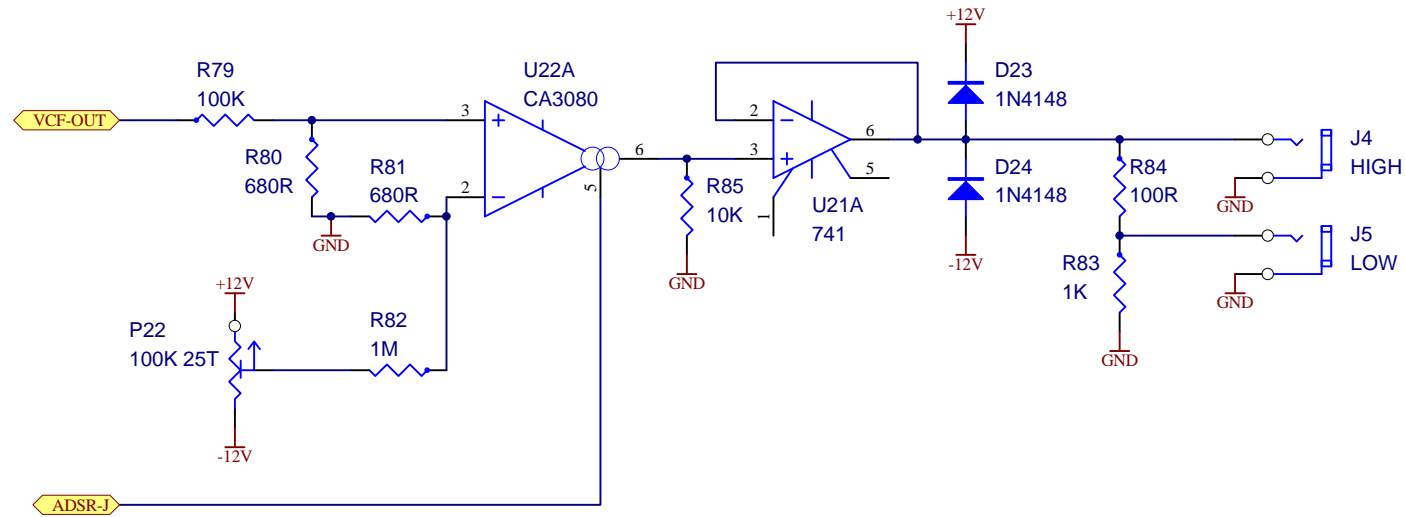 VCF-OUT
R79
100K
R80
680R
R81
680R
GND
3
2
U22A
CA3080
6
5
+12V
P22
100K 25T
-12V
R82
1M
ADSR-J
R85
10K
GND
2
3
6
5
1
U21A
741
+12V
D23
1N4148
D24
1N4148
-12V
R84
100R
R83
1K
GND
J4
HIGH
GND
J5
LOW
GND